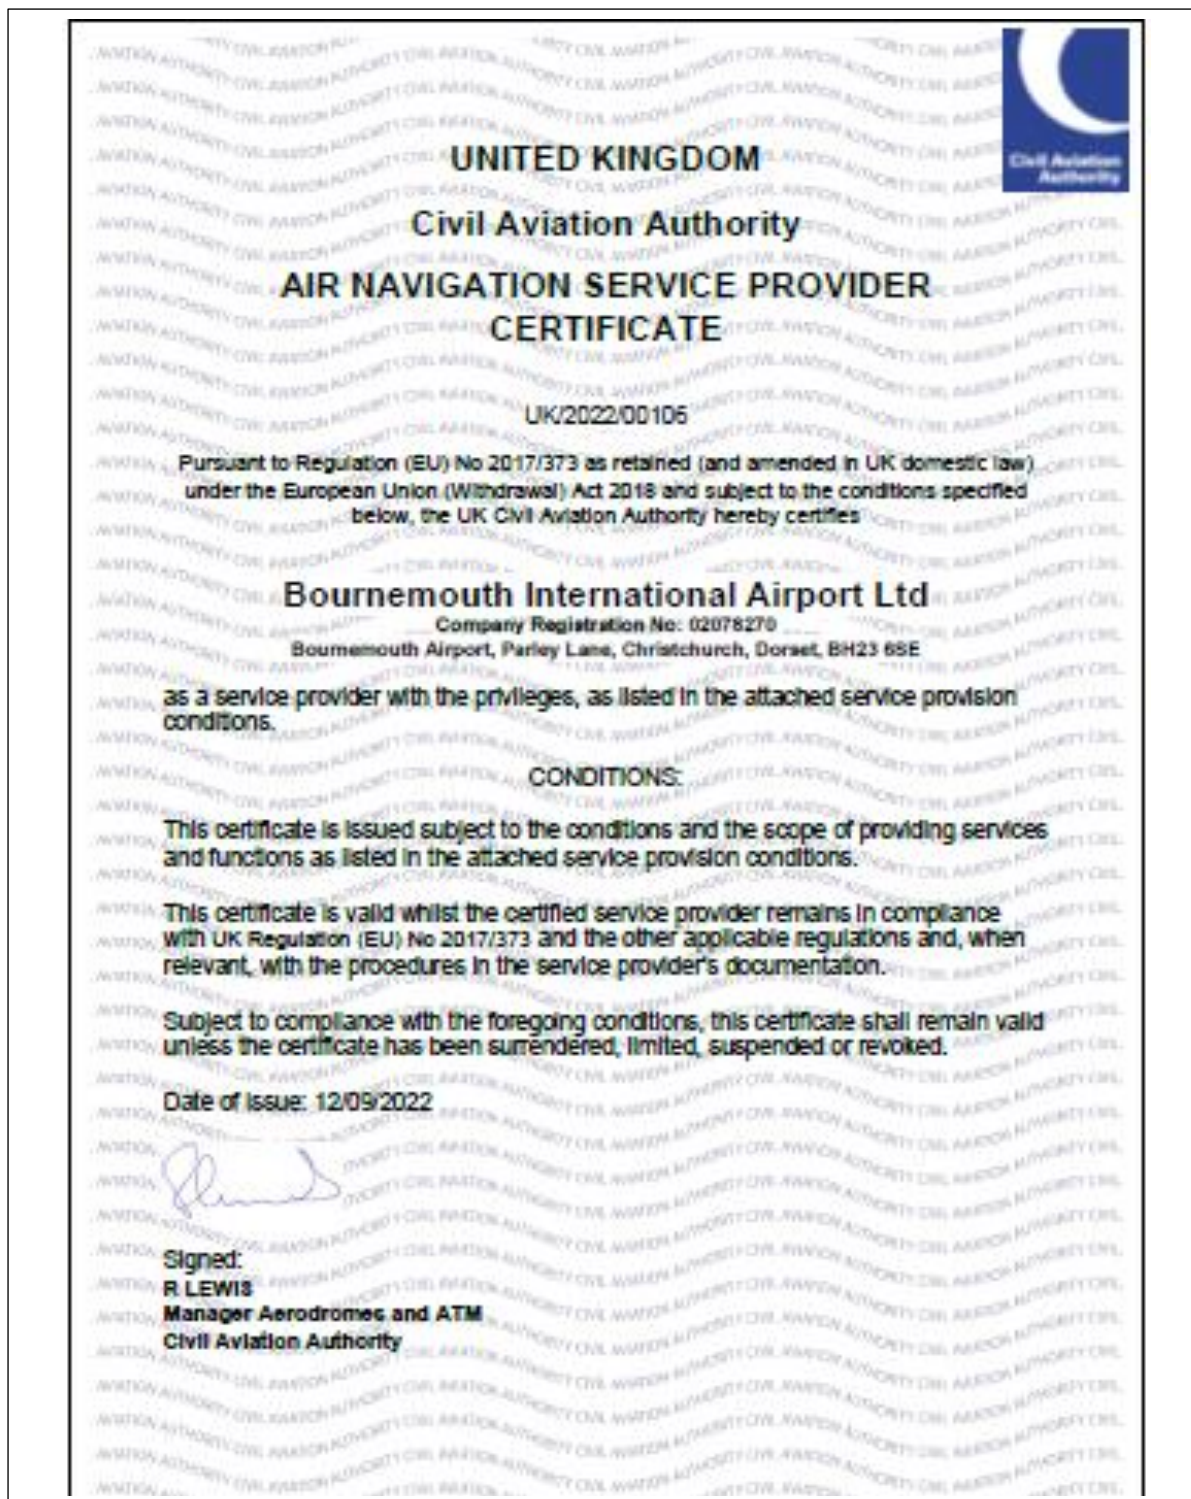 Civil Aviation
Authority
UNITED KINGDOM
Civil Aviation Authority
AIR NAVIGATION SERVICE PROVIDER
CERTIFICATE
UK/2022/00106
Pursuant to Regulation (EU) No 2017/373 as retained (and amended in UK domestic law)
under the European Union (Withdrawal) Act 2018 and subject to the conditions specified
below, the UK Civil Aviation Authority hereby certifies
Bournemouth International Airport Ltd
Company Registration No: 02078270
Bournemouth Airport, Parley Lane, Christchurch, Dorset, BH23 6SE
as a service provider with the privileges, as listed in the attached service provision
conditions.
CONDITIONS:
This certificate is issued subject to the conditions and the scope of providing services
and functions as listed in the attached service provision conditions.
This certificate is valid whilst the certified service provider remains in compliance
with UK Regulation (EU) No 2017/373 and the other applicable regulations and, when
relevant, with the procedures in the service provider's documentation.
Subject to compliance with the foregoing conditions, this certificate shall remain valid
unless the certificate has been surrendered, limited, suspended or revoked.
Date of issue: 12/09/2022
Signed:
R LEWIS
Manager Aerodromes and ATM
Civil Aviation Authority